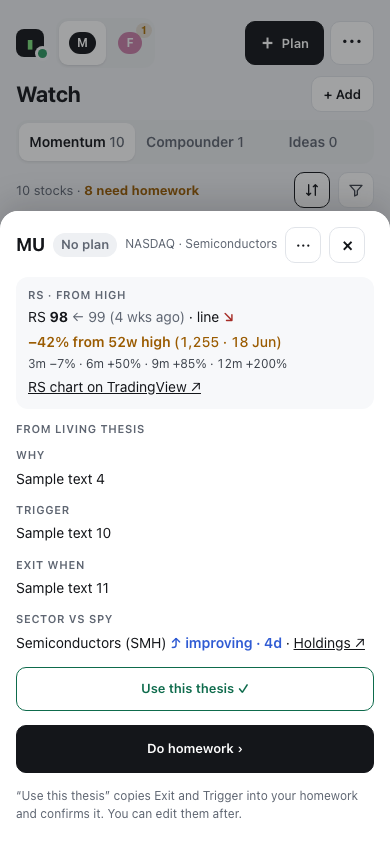 M
F
1
+ Plan
···
Watch
+ Add
Momentum 10
Compounder 1
Ideas 0
10 stocks · 8 need homework
MU
No plan
NASDAQ · Semiconductors
···
×
RS · FROM HIGH
RS 98 ← 99 (4 wks ago) · line ↘
−42% from 52w high (1,255 · 18 Jun)
3m −7% · 6m +50% · 9m +85% · 12m +200%
RS chart on TradingView ↗
FROM LIVING THESIS
WHY
Sample text 4
TRIGGER
Sample text 10
EXIT WHEN
Sample text 11
SECTOR VS SPY
Semiconductors (SMH) ↗ improving · 4d · Holdings ↗
Use this thesis ✓
Do homework ›
“Use this thesis” copies Exit and Trigger into your homework
and confirms it. You can edit them after.